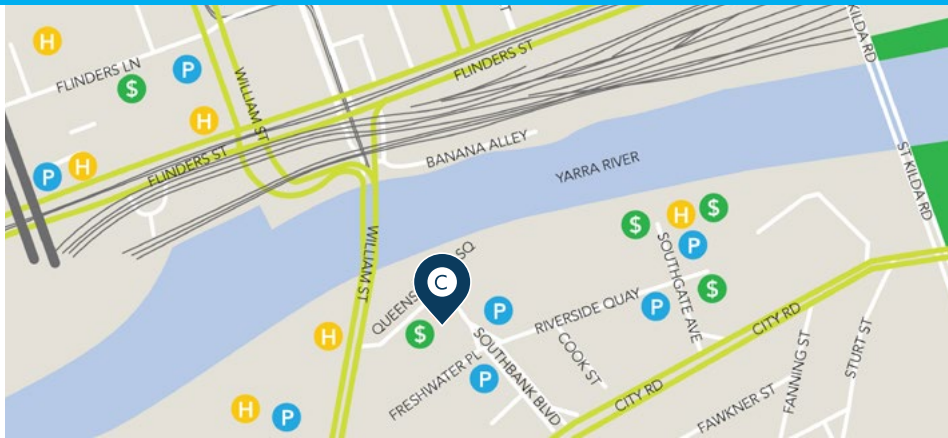 H
FLINDERS LN
P
$
WILLIAM ST
H
FLINDERS ST
FLINDERS ST
H
P
BANANA ALLEY
YARRA RIVER
KILDA RD
ST KILDA RD
WILLIAM ST
QUEENS
SQ
C
$
H
$
P
SOUTHGATE AVE
$
P
RIVERSIDE QUAY
P
COOK ST
CITY RD
H
$
FRESHWATER PL
SOUTHBANK BLVD
P
CITY RD
FAWKNER ST
FANNING ST
STURT ST
H
P